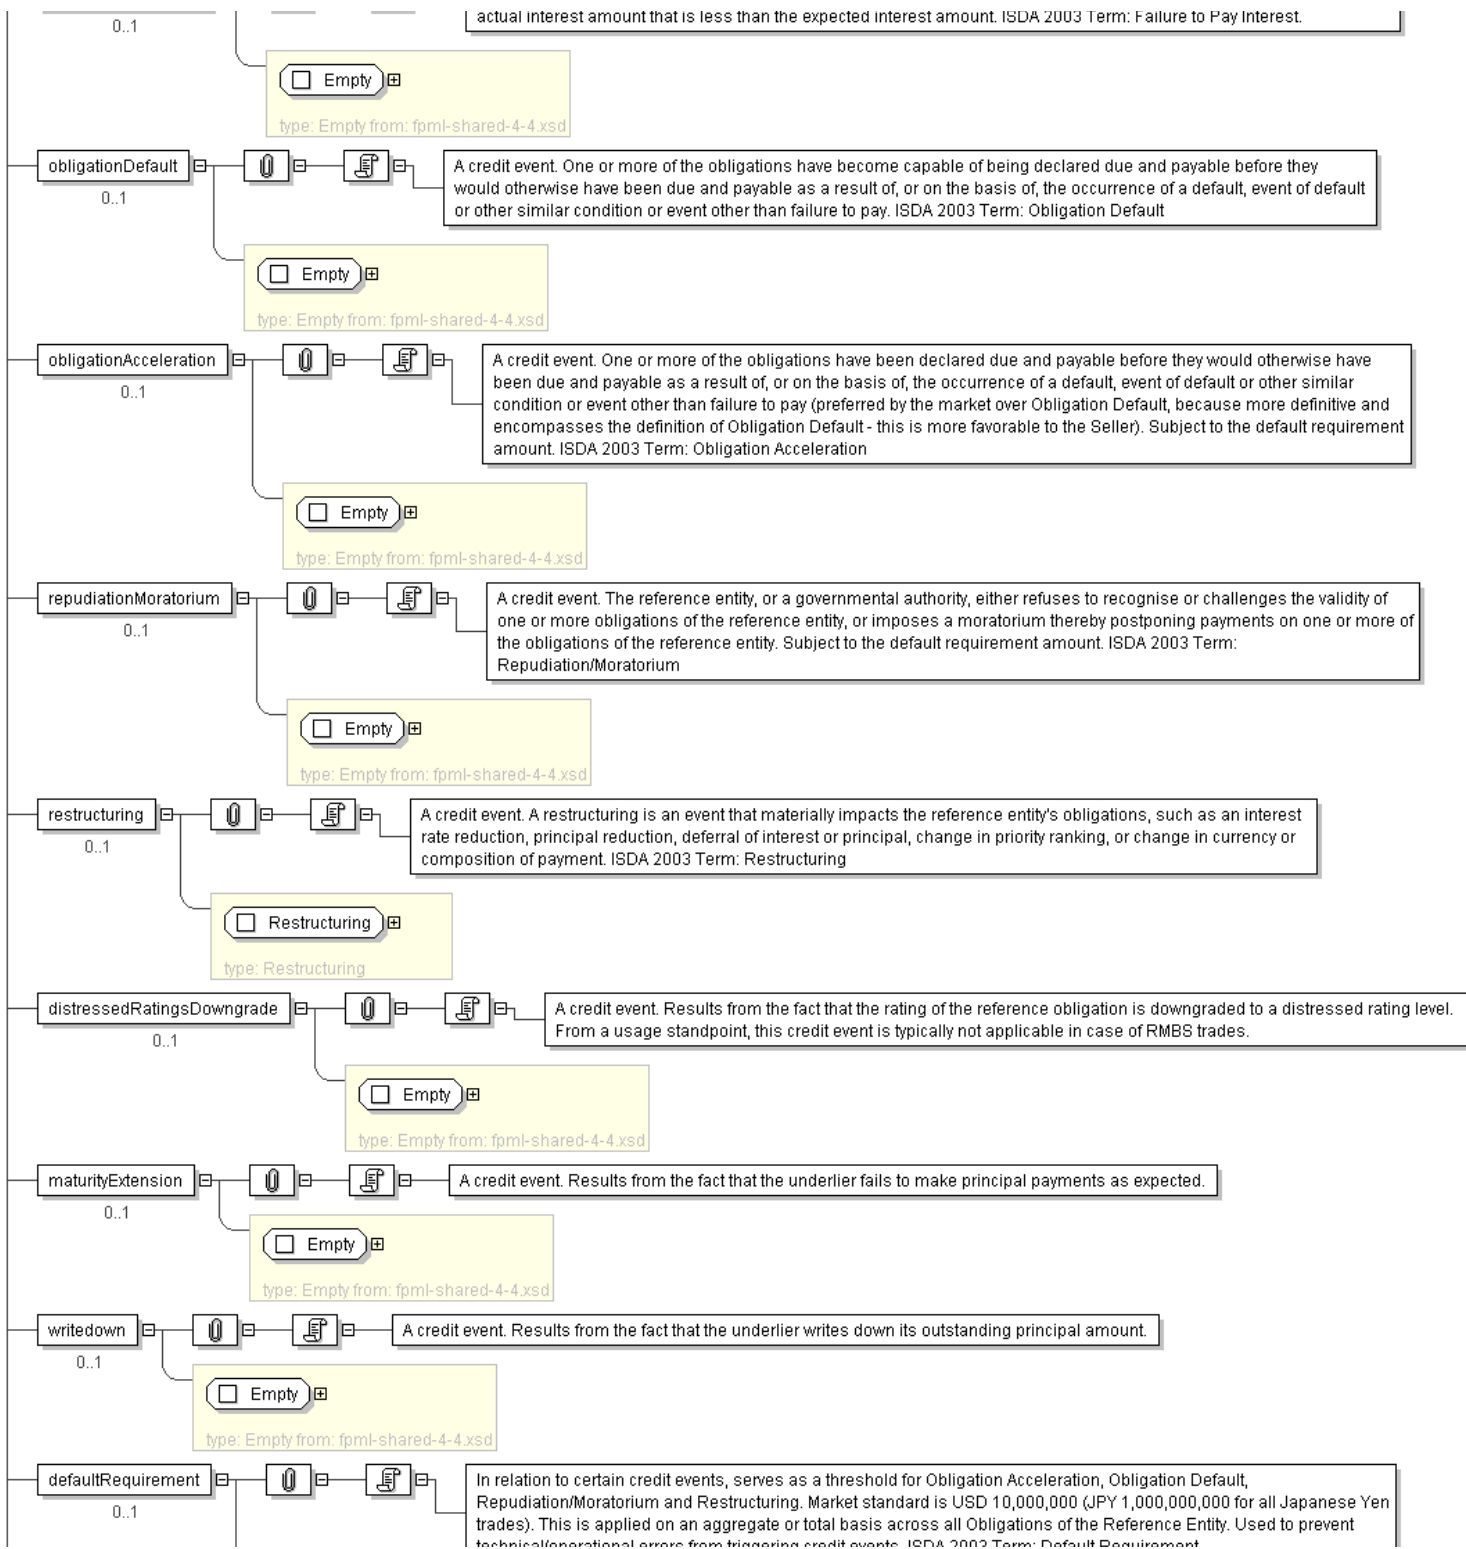 actual interest amount that is less than the expected interest amount. ISDA 2003 Term: Failure to Pay Interest.
0..1
Empty
type: Empty from: fpml-shared-4-4.xsd
obligationDefault
0..1
A credit event. One or more of the obligations have become capable of being declared due and payable before they
would otherwise have been due and payable as a result of, or on the basis of, the occurrence of a default, event of default
or other similar condition or event other than failure to pay. ISDA 2003 Term: Obligation Default
Empty
type: Empty from: fpml-shared-4-4.xsd
obligationAcceleration
0..1
A credit event. One or more of the obligations have been declared due and payable before they would otherwise have
been due and payable as a result of, or on the basis of, the occurrence of a default, event of default or other similar
condition or event other than failure to pay (preferred by the market over Obligation Default, because more definitive and
encompasses the definition of Obligation Default - this is more favorable to the Seller). Subject to the default requirement
amount. ISDA 2003 Term: Obligation Acceleration
Empty
type: Empty from: fpml-shared-4-4.xsd
repudiationMoratorium
0..1
A credit event. The reference entity, or a governmental authority, either refuses to recognise or challenges the validity of
one or more obligations of the reference entity, or imposes a moratorium thereby postponing payments on one or more of
the obligations of the reference entity. Subject to the default requirement amount. ISDA 2003 Term:
Repudiation/Moratorium
Empty
type: Empty from: fpml-shared-4-4.xsd
restructuring
0..1
A credit event. A restructuring is an event that materially impacts the reference entity's obligations, such as an interest
rate reduction, principal reduction, deferral of interest or principal, change in priority ranking, or change in currency or
composition of payment. ISDA 2003 Term: Restructuring
Restructuring
type: Restructuring
distressedRatingsDowngrade
0..1
A credit event. Results from the fact that the rating of the reference obligation is downgraded to a distressed rating level.
From a usage standpoint, this credit event is typically not applicable in case of RMBS trades.
Empty
type: Empty from: fpml-shared-4-4.xsd
maturityExtension
0..1
A credit event. Results from the fact that the underlier fails to make principal payments as expected.
Empty
type: Empty from: fpml-shared-4-4.xsd
writedown
0..1
A credit event. Results from the fact that the underlier writes down its outstanding principal amount.
Empty
type: Empty from: fpml-shared-4-4.xsd
defaultRequirement
0..1
In relation to certain credit events, serves as a threshold for Obligation Acceleration, Obligation Default,
Repudiation/Moratorium and Restructuring. Market standard is USD 10,000,000 (JPY 1,000,000,000 for all Japanese Yen
trades). This is applied on an aggregate or total basis across all Obligations of the Reference Entity. Used to prevent
technical/operational errors from triggering credit events. ISDA 2003 Term: Default Requirement